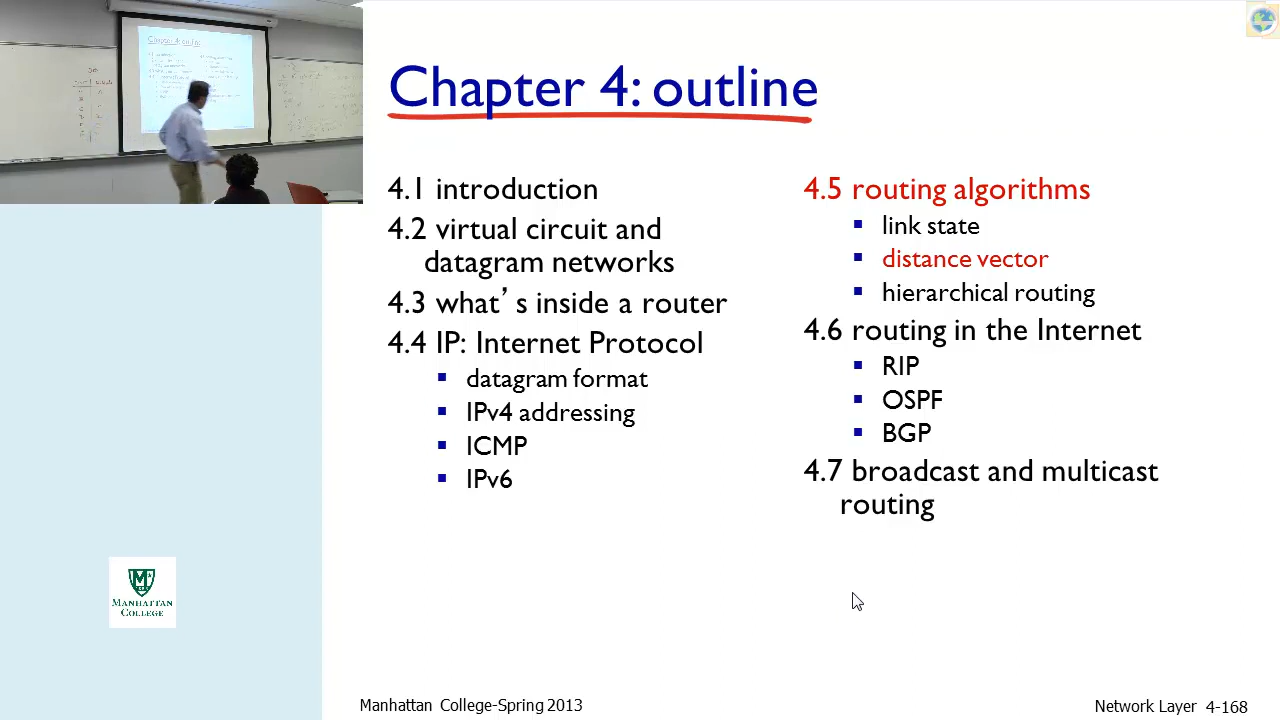 Chapter 4: outline
Chapter 4: outline
4.1 introduction
4.2 virtual circuit and
datagram networks
4.3 what's inside a router
4.4 IP: Internet Protocol
▪ datagram format
▪ IPv4 addressing
▪ ICMP
▪ IPv6
4.5 routing algorithms
▪ link state
▪ distance vector
▪ hierarchical routing
4.6 routing in the Internet
▪ RIP
▪ OSPF
▪ BGP
4.7 broadcast and multicast
routing
MANHATTAN
COLLEGE
Manhattan College-Spring 2013
Network Layer 4-168